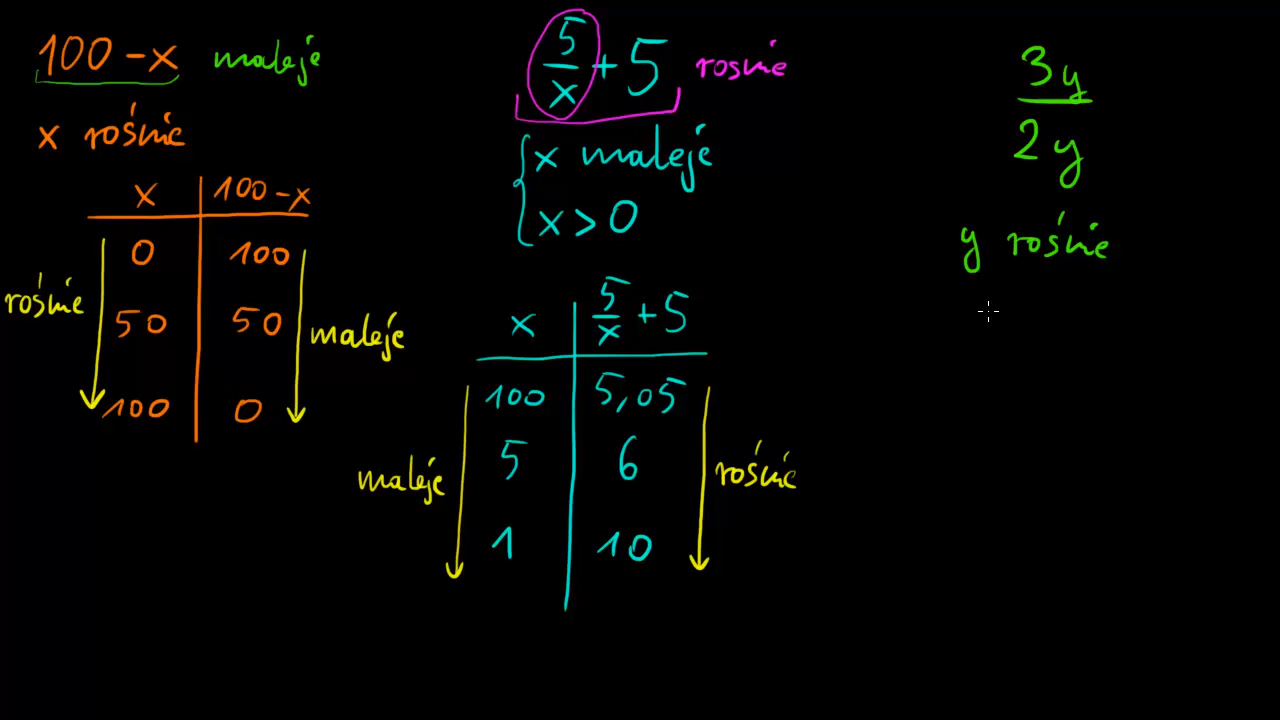 100 - x maleje
x rośnie
x | 100 - x
0 | 100
50 | 50
100 | 0
rośnie
maleje
5/x + 5 rośnie
x maleje
x > 0
x | 5/x + 5
100 | 5,05
5 | 6
1 | 10
maleje
rośnie
3y
2y
y rośnie